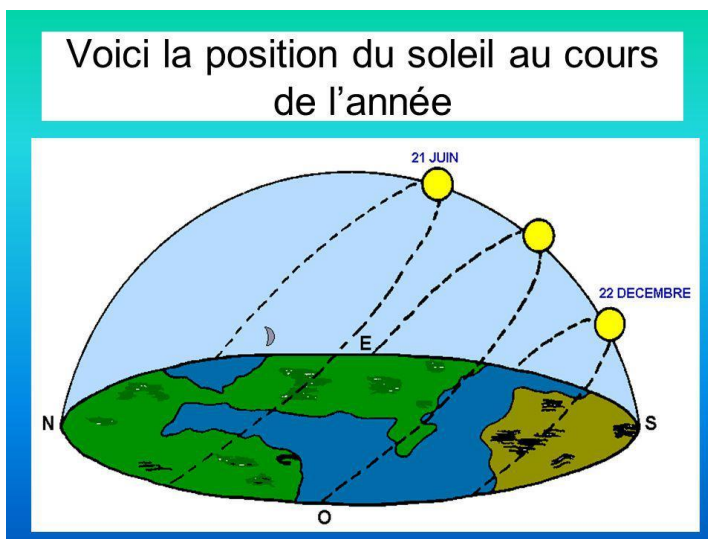 Voici la position du soleil au cours
de l'année
21 JUIN
22 DECEMBRE
E
N
S
O